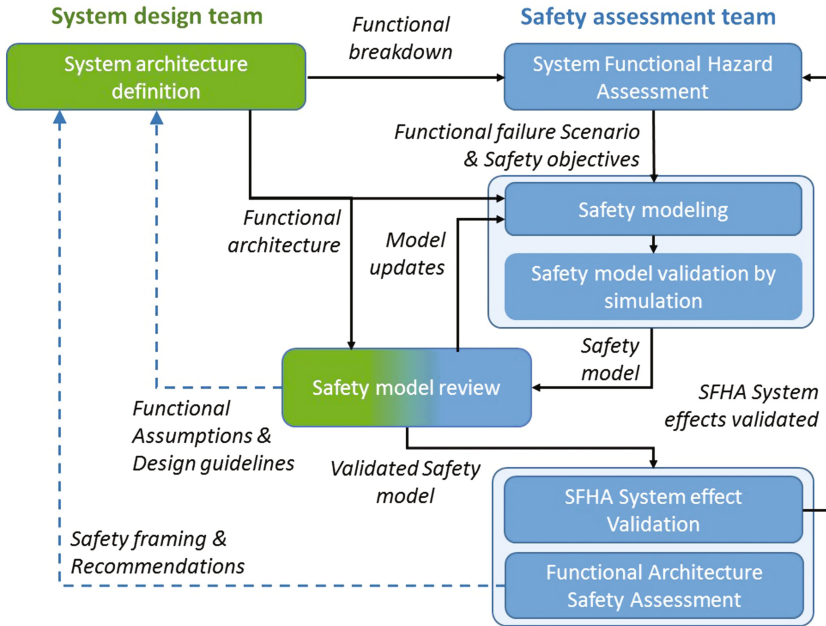 System design team
Safety assessment team
System architecture
definition
Functional
breakdown
System Functional Hazard
Assessment
Functional failure Scenario
& Safety objectives
Functional
architecture
Model
updates
Safety modeling
Safety model validation by
simulation
Safety
model
Safety model review
SFHA System
effects validated
Functional
Assumptions &
Design guidelines
Validated Safety
model
SFHA System effect
Validation
Safety framing &
Recommendations
Functional Architecture
Safety Assessment